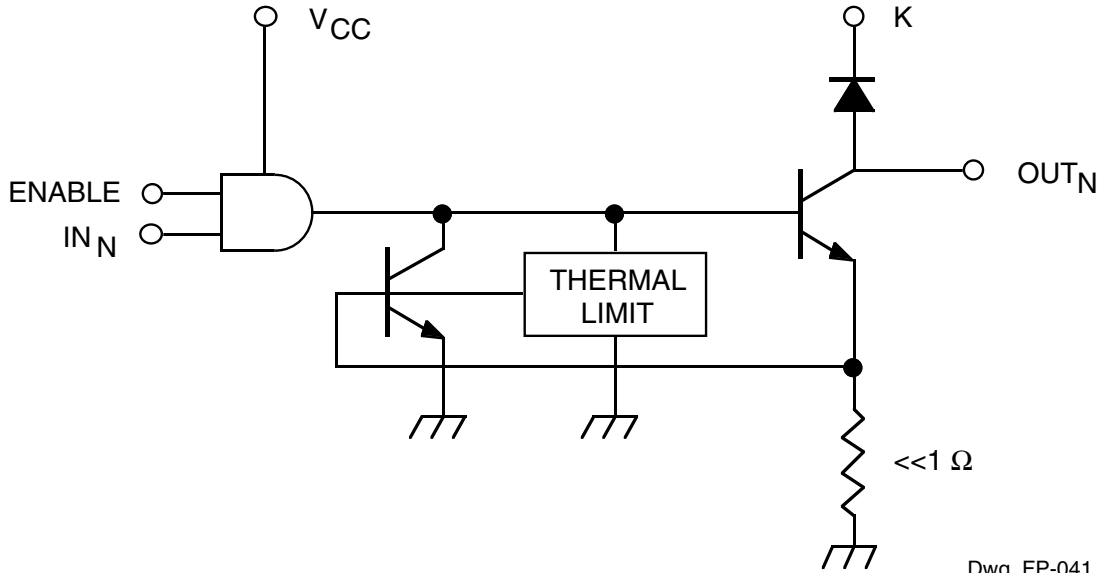 V_CC
K
ENABLE
IN_N
OUT_N
THERMAL
LIMIT
<<1 Ω
Dwg. EP-041